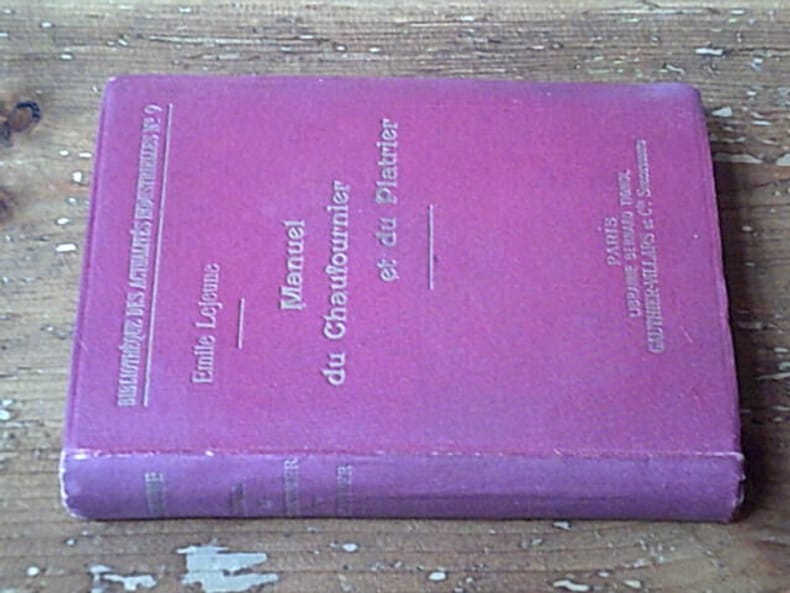 BIBLIOTHÈQUE DES ACTUALITÉS INDUSTRIELLES Nº 9
Emile Lejeune
Manuel
du Chaufournier
et du Platrier
PARIS
LIBRAIRIE BERNARD TIGNOL
GAUTHIER-VILLARS et Cie Successeurs